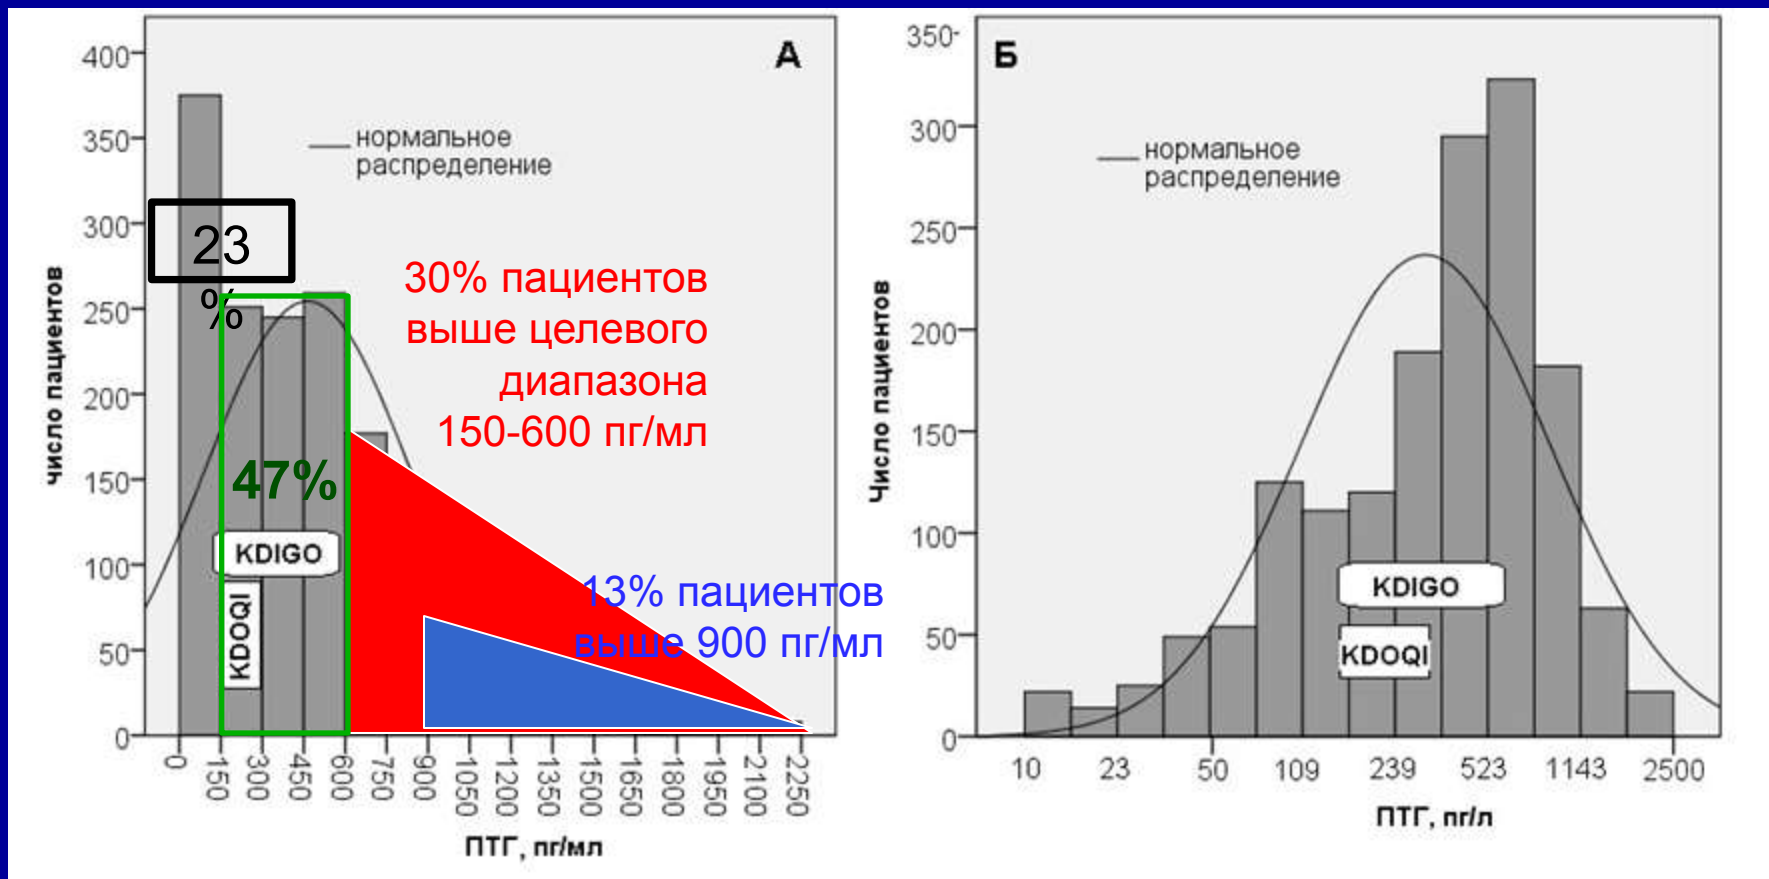 А
400
350
300
250
200
150
100
50
0
число пациентов
нормальное
распределение
23
%
30% пациентов
выше целевого
диапазона
150-600 пг/мл
47%
KDIGO
KDOQI
13% пациентов
выше 900 пг/мл
0
150
300
450
600
750
900
1050
1200
1350
1500
1650
1800
1950
2100
2250
ПТГ, пг/мл
Б
350-
300
250
200
150
100
50
0
Число пациентов
нормальное
распределение
KDIGO
KDOQI
10 23 50 109 239 523 1143 2500
ПТГ, пг/л